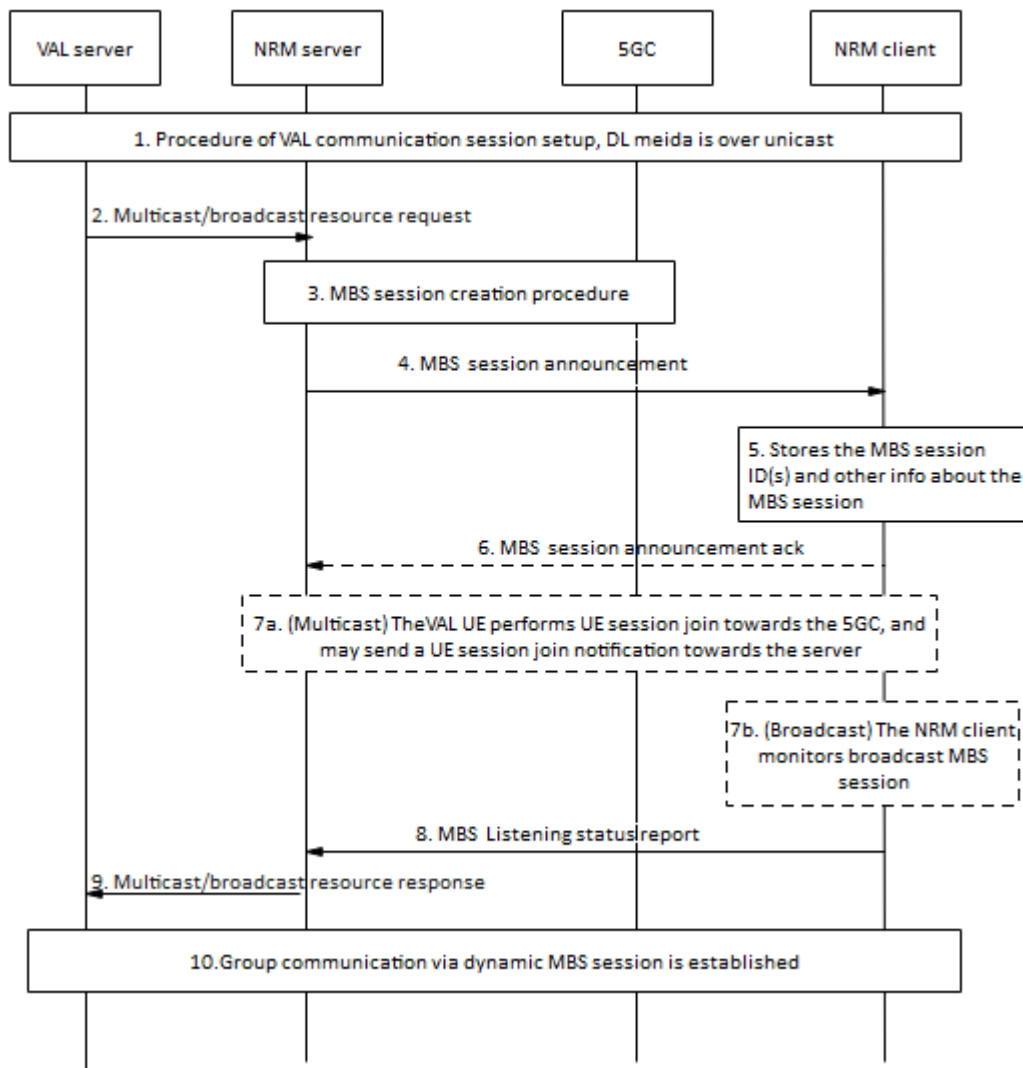 VAL server
NRM server
5GC
NRM client
1. Procedure of VAL communication session setup, DL meida is over unicast
2. Multicast/broadcast resource request
3. MBS session creation procedure
4. MBS session announcement
5. Stores the MBS session
ID(s) and other info about the
MBS session
6. MBS session announcement ack
7a. (Multicast) TheVAL UE performs UE session join towards the 5GC, and
may send a UE session join notification towards the server
7b. (Broadcast) The NRM client
monitors broadcast MBS
session
8. MBS Listening status report
9. Multicast/broadcast resource response
10.Group communication via dynamic MBS session is established